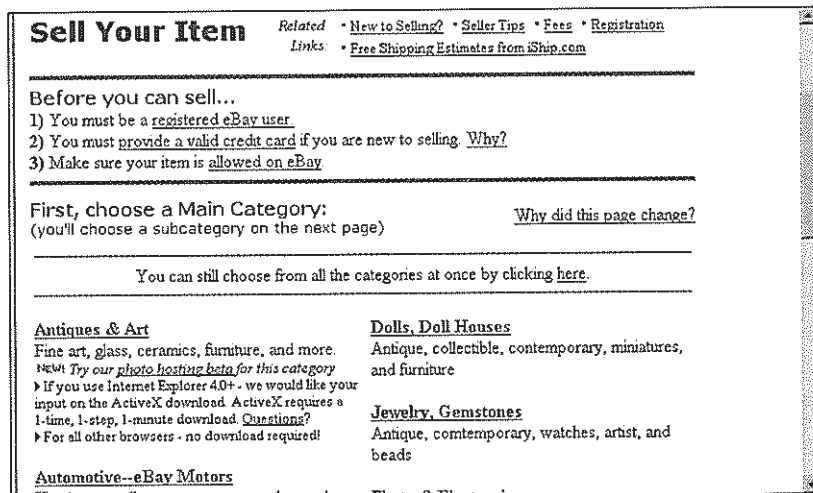 Sell Your Item
Related Links:
• New to Selling? • Seller Tips • Fees • Registration
• Free Shipping Estimates from iShip.com
Before you can sell...
1) You must be a registered eBay user.
2) You must provide a valid credit card if you are new to selling. Why?
3) Make sure your item is allowed on eBay.
First, choose a Main Category:
(you'll choose a subcategory on the next page)
Why did this page change?
You can still choose from all the categories at once by clicking here.
Antiques & Art
Fine art, glass, ceramics, furniture, and more.
NEW! Try our photo hosting beta for this category
If you use Internet Explorer 4.0+ - we would like your
input on the ActiveX download. ActiveX requires a
1-time, 1-step, 1-minute download. Questions?
For all other browsers - no download required!
Automotive--eBay Motors
Dolls, Doll Houses
Antique, collectible, contemporary, miniatures,
and furniture
Jewelry, Gemstones
Antique, comtemporary, watches, artist, and
beads